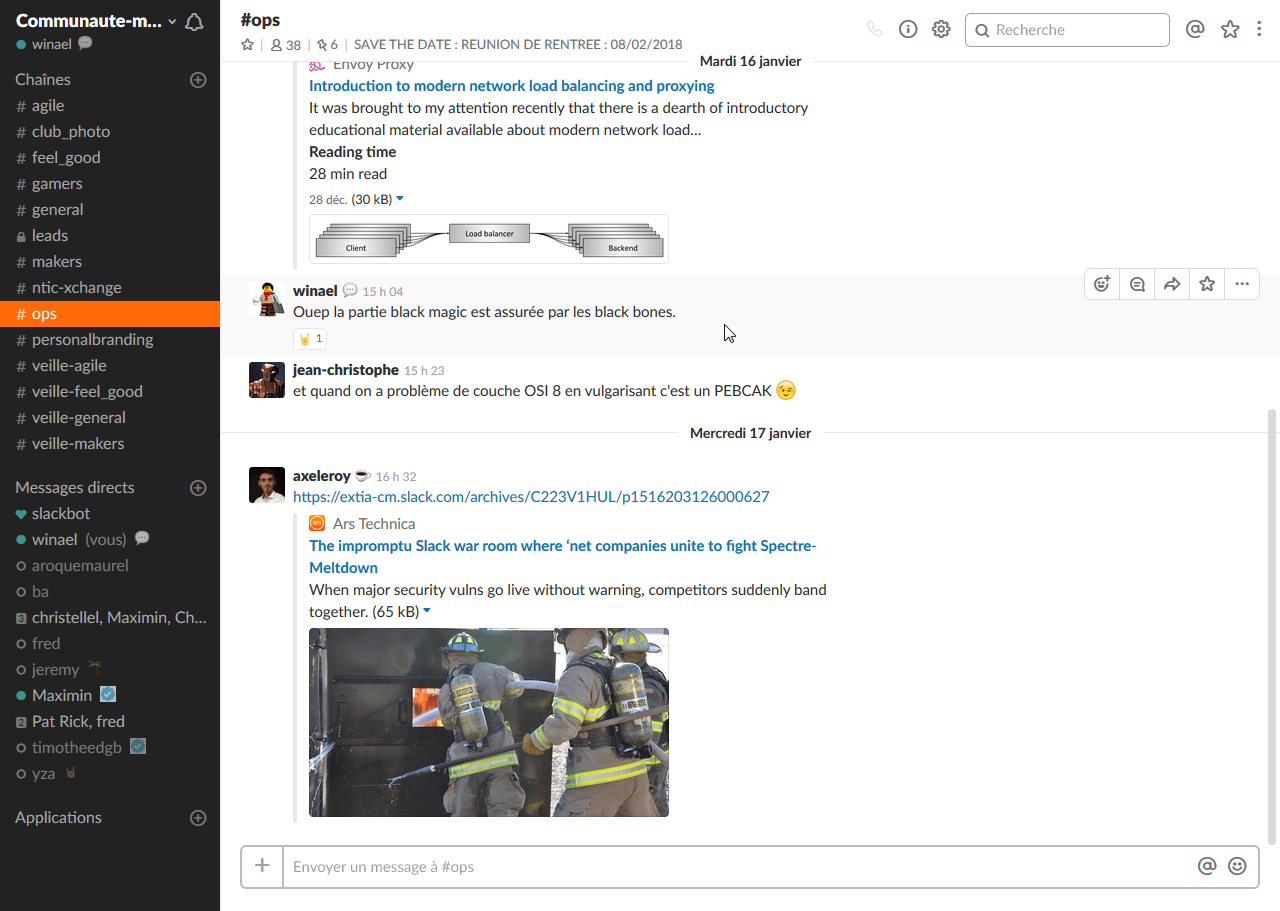 Communaute-m...
winael
Chaînes
# agile
# club_photo
# feel_good
# gamers
# general
leads
# makers
# ntic-xchange
# ops
# personalbranding
# veille-agile
# veille-feel_good
# veille-general
# veille-makers
Messages directs
slackbot
winael (vous)
aroquemaurel
ba
3 christellel, Maximin, Ch...
fred
jeremy
Maximin
2 Pat Rick, fred
timotheedgb
yza
Applications
#ops
38 | 6 | SAVE THE DATE : REUNION DE RENTREE : 08/02/2018
Recherche
@
Mardi 16 janvier
Envoy Proxy
Introduction to modern network load balancing and proxying
It was brought to my attention recently that there is a dearth of introductory
educational material available about modern network load...
Reading time
28 min read
28 déc. (30 kB)
Client
Load balancer
Backend
winael 15 h 04
Ouep la partie black magic est assurée par les black bones.
1
jean-christophe 15 h 23
et quand on a problème de couche OSI 8 en vulgarisant c'est un PEBCAK
Mercredi 17 janvier
axeleroy 16 h 32
https://extia-cm.slack.com/archives/C223V1HUL/p1516203126000627
ars Ars Technica
The impromptu Slack war room where ‘net companies unite to fight Spectre-
Meltdown
When major security vulns go live without warning, competitors suddenly band
together. (65 kB)
+ Envoyer un message à #ops @